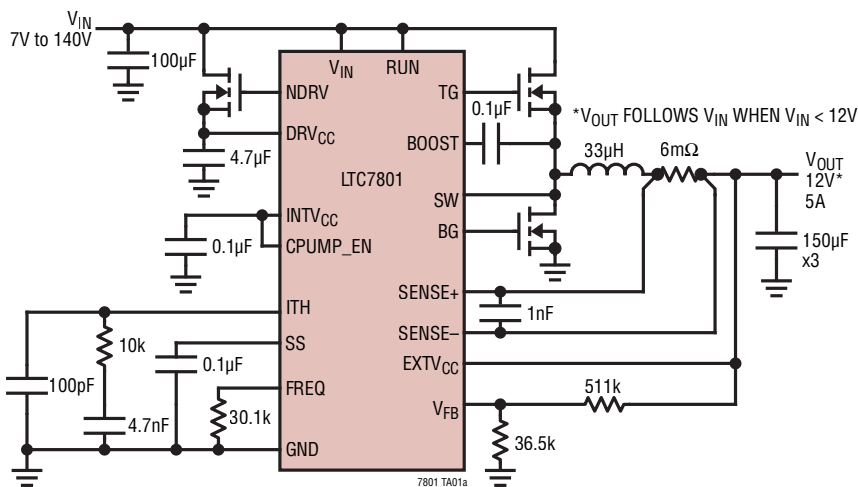 VIN
7V to 140V
100µF
VIN
RUN
NDRV
TG
*VOUT FOLLOWS VIN WHEN VIN < 12V
0.1µF
DRVCC
BOOST
33µH
6mΩ
VOUT
12V*
5A
4.7µF
LTC7801
SW
INTVCC
BG
0.1µF
CPUMP_EN
150µF
x3
SENSE+
ITH
1nF
SENSE–
10k
SS
0.1µF
EXTVCC
100pF
FREQ
511k
4.7nF
30.1k
VFB
GND
36.5k
7801 TA01a